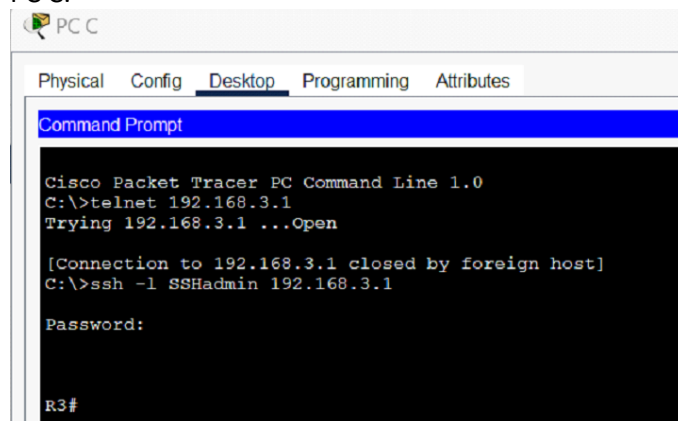 PC C
Physical Config Desktop Programming Attributes
Command Prompt
Cisco Packet Tracer PC Command Line 1.0
C:\>telnet 192.168.3.1
Trying 192.168.3.1 ...Open
[Connection to 192.168.3.1 closed by foreign host]
C:\>ssh -l SSHadmin 192.168.3.1
Password:
R3#